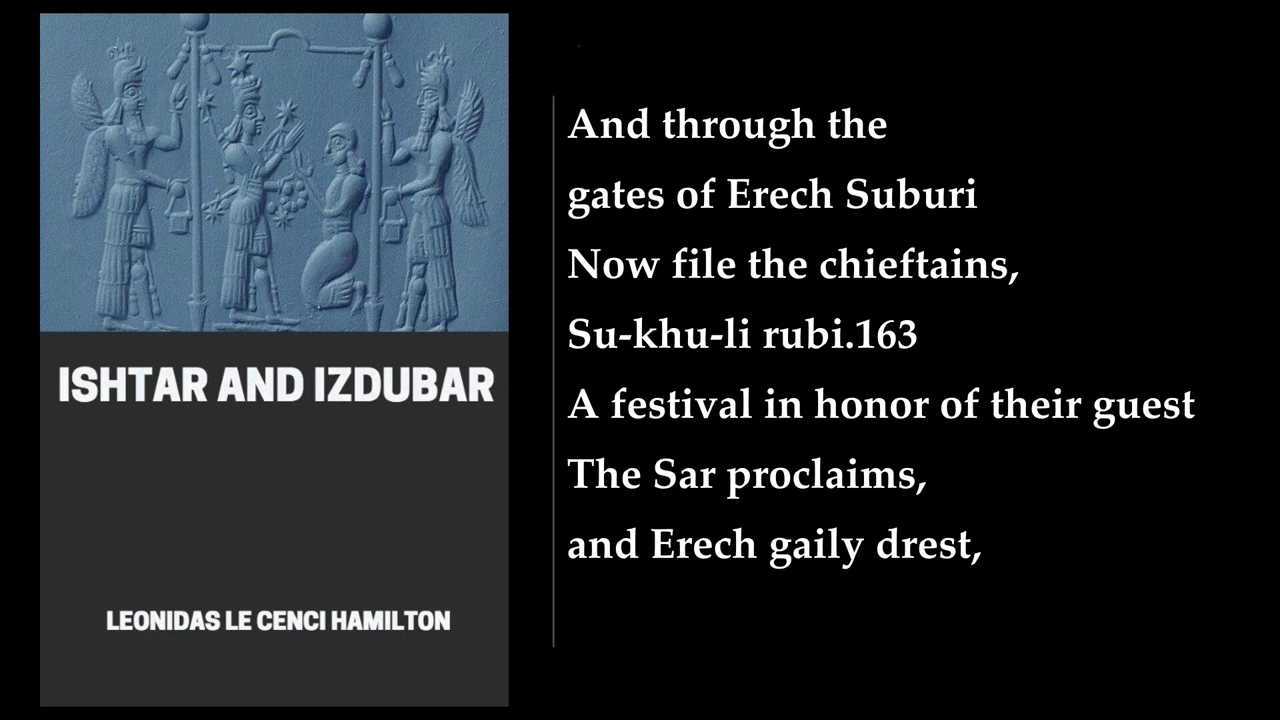 ISHTAR AND IZDUBAR
LEONIDAS LE CENCI HAMILTON
And through the
gates of Erech Suburi
Now file the chieftains,
Su-khu-li rubi.163
A festival in honor of their guest
The Sar proclaims,
and Erech gaily drest,